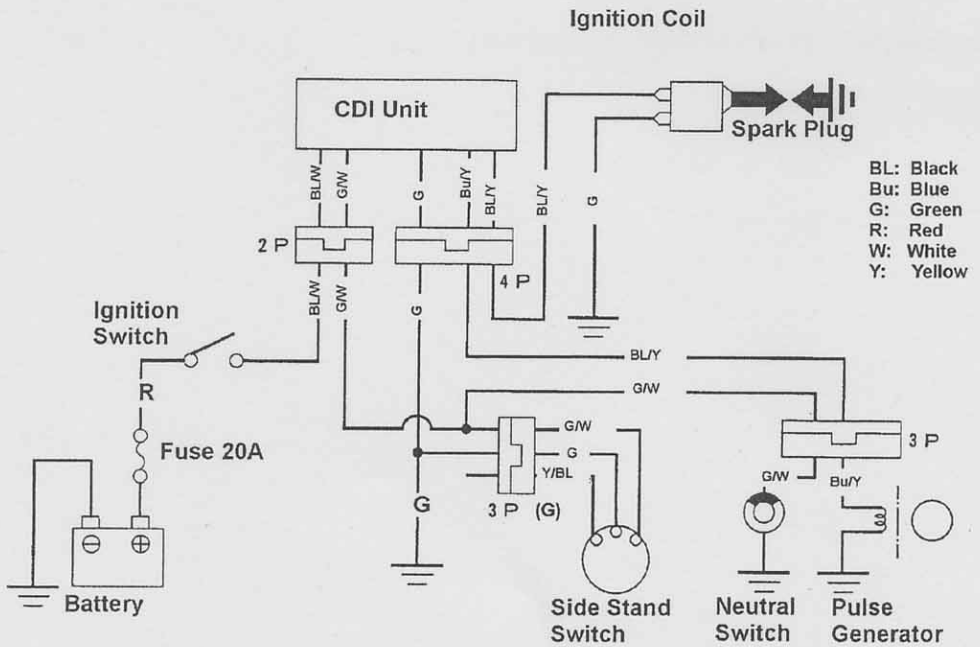 Ignition Coil
CDI Unit
Spark Plug
BL: Black
Bu: Blue
G: Green
R: Red
W: White
Y: Yellow
BL/W
G/W
G
Bu/Y
BL/Y
BL/Y
G
2 P
4 P
BL/W
G/W
G
Ignition
Switch
BL/Y
R
G/W
Fuse 20A
G/W
G
Y/BL
3 P
G/W
Bu/Y
G
3 P (G)
Battery
Side Stand
Switch
Neutral
Switch
Pulse
Generator